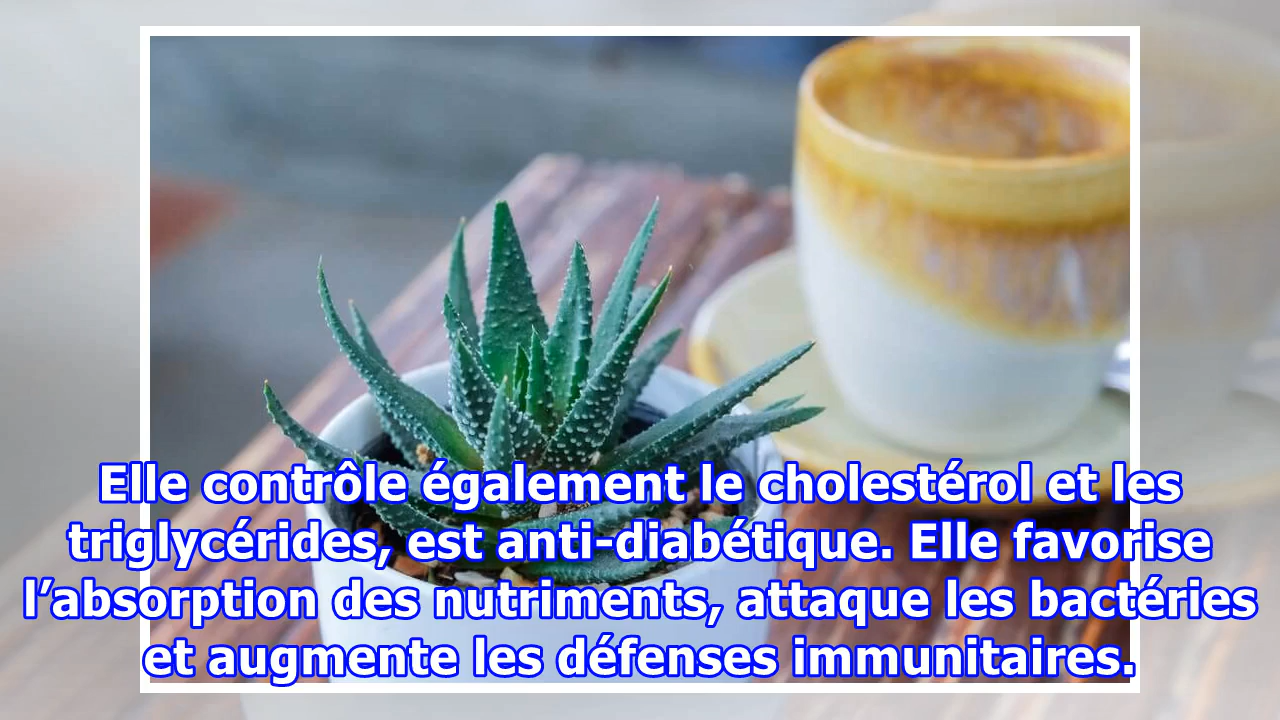 Elle contrôle également le cholestérol et les
triglycérides, est anti-diabétique. Elle favorise
l’absorption des nutriments, attaque les bactéries
et augmente les défenses immunitaires.